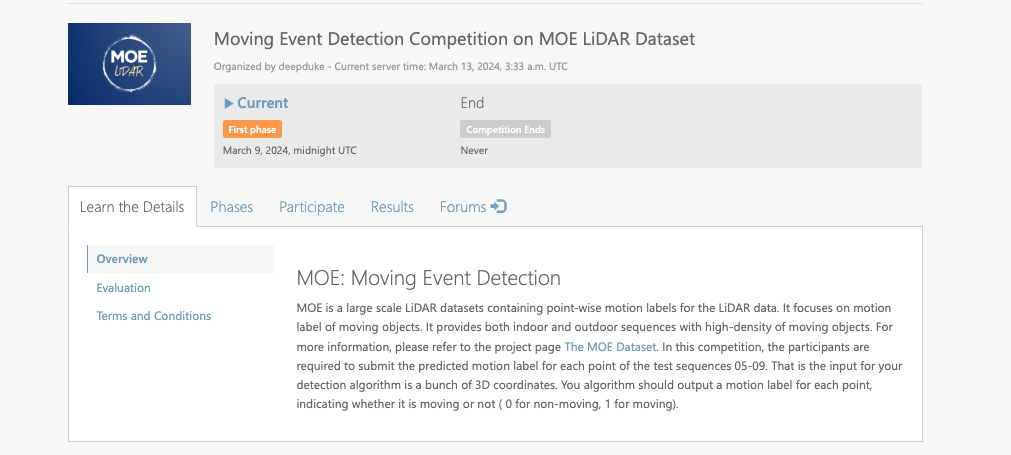 MOE
LiDAR
Moving Event Detection Competition on MOE LiDAR Dataset
Organized by deepduke - Current server time: March 13, 2024, 3:33 a.m. UTC
Current
End
First phase
Competition Ends
March 9, 2024, midnight UTC
Never
Learn the Details
Phases
Participate
Results
Forums
Overview
Evaluation
Terms and Conditions
MOE: Moving Event Detection
MOE is a large scale LiDAR datasets containing point-wise motion labels for the LiDAR data. It focuses on motion
label of moving objects. It provides both indoor and outdoor sequences with high-density of moving objects. For
more information, please refer to the project page The MOE Dataset. In this competition, the participants are
required to submit the predicted motion label for each point of the test sequences 05-09. That is the input for your
detection algorithm is a bunch of 3D coordinates. You algorithm should output a motion label for each point,
indicating whether it is moving or not ( 0 for non-moving, 1 for moving).